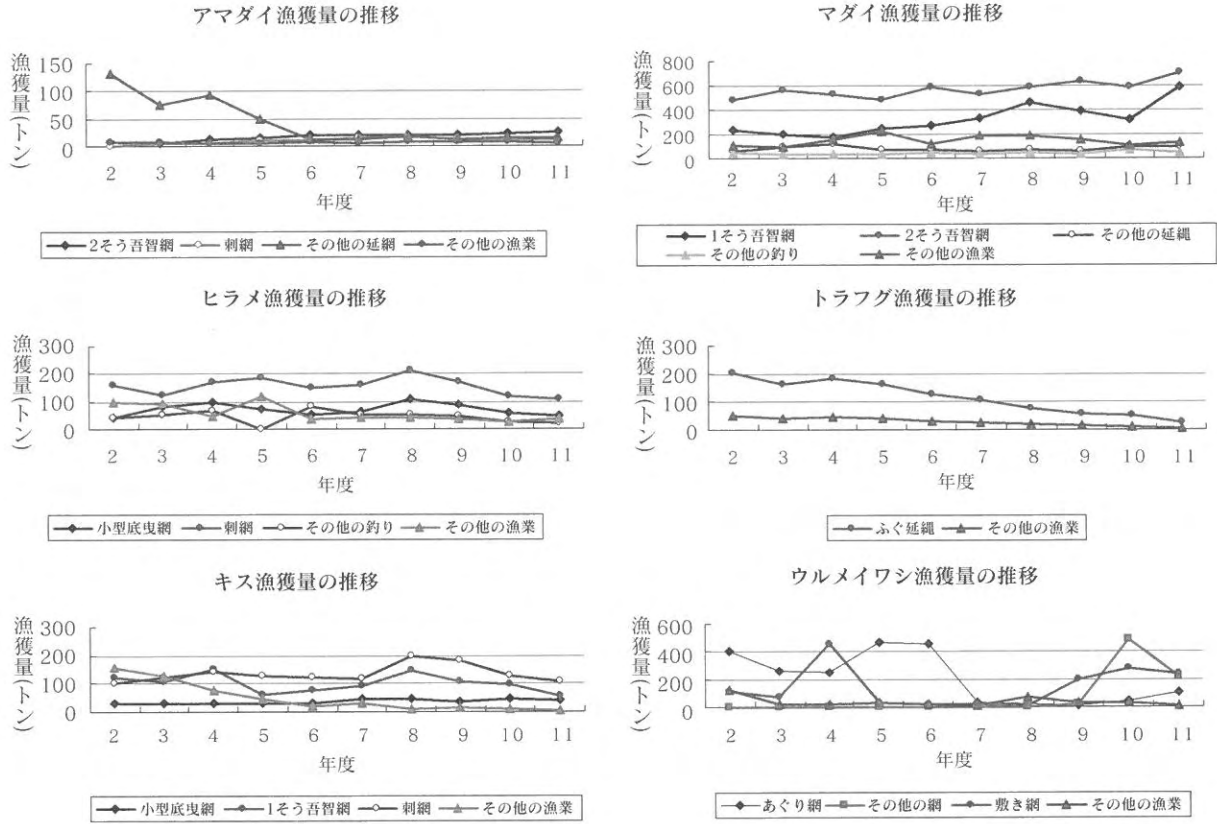 アマダイ漁獲量の推移
漁獲量(トン)
150
100
50
0
2 3 4 5 6 7 8 9 10 11
年度
2そう吾智網 刺網 その他の延網 その他の漁業
マダイ漁獲量の推移
漁獲量(トン)
800
600
400
200
0
2 3 4 5 6 7 8 9 10 11
年度
1そう吾智網 2そう吾智網 その他の延縄
その他の釣り その他の漁業
ヒラメ漁獲量の推移
漁獲量(トン)
300
200
100
0
2 3 4 5 6 7 8 9 10 11
年度
小型底曳網 刺網 その他の釣り その他の漁業
トラフグ漁獲量の推移
漁獲量(トン)
300
200
100
0
2 3 4 5 6 7 8 9 10 11
年度
ふぐ延縄 その他の漁業
キス漁獲量の推移
漁獲量(トン)
300
200
100
0
2 3 4 5 6 7 8 9 10 11
年度
小型底曳網 1そう吾智網 刺網 その他の漁業
ウルメイワシ漁獲量の推移
漁獲量(トン)
600
400
200
0
2 3 4 5 6 7 8 9 10 11
年度
あぐり網 その他の網 敷き網 その他の漁業